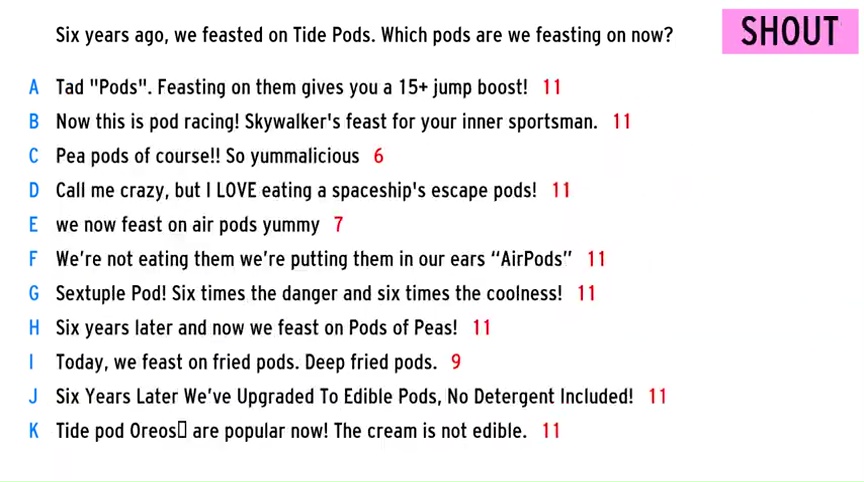 Six years ago, we feasted on Tide Pods. Which pods are we feasting on now?
SHOUT
A Tad "Pods". Feasting on them gives you a 15+ jump boost! 11
B Now this is pod racing! Skywalker's feast for your inner sportsman. 11
C Pea pods of course!! So yummalicious 6
D Call me crazy, but I LOVE eating a spaceship's escape pods! 11
E we now feast on air pods yummy 7
F We’re not eating them we’re putting them in our ears “AirPods” 11
G Sextuple Pod! Six times the danger and six times the coolness! 11
H Six years later and now we feast on Pods of Peas! 11
I Today, we feast on fried pods. Deep fried pods. 9
J Six Years Later We’ve Upgraded To Edible Pods, No Detergent Included! 11
K Tide pod Oreos▯ are popular now! The cream is not edible. 11